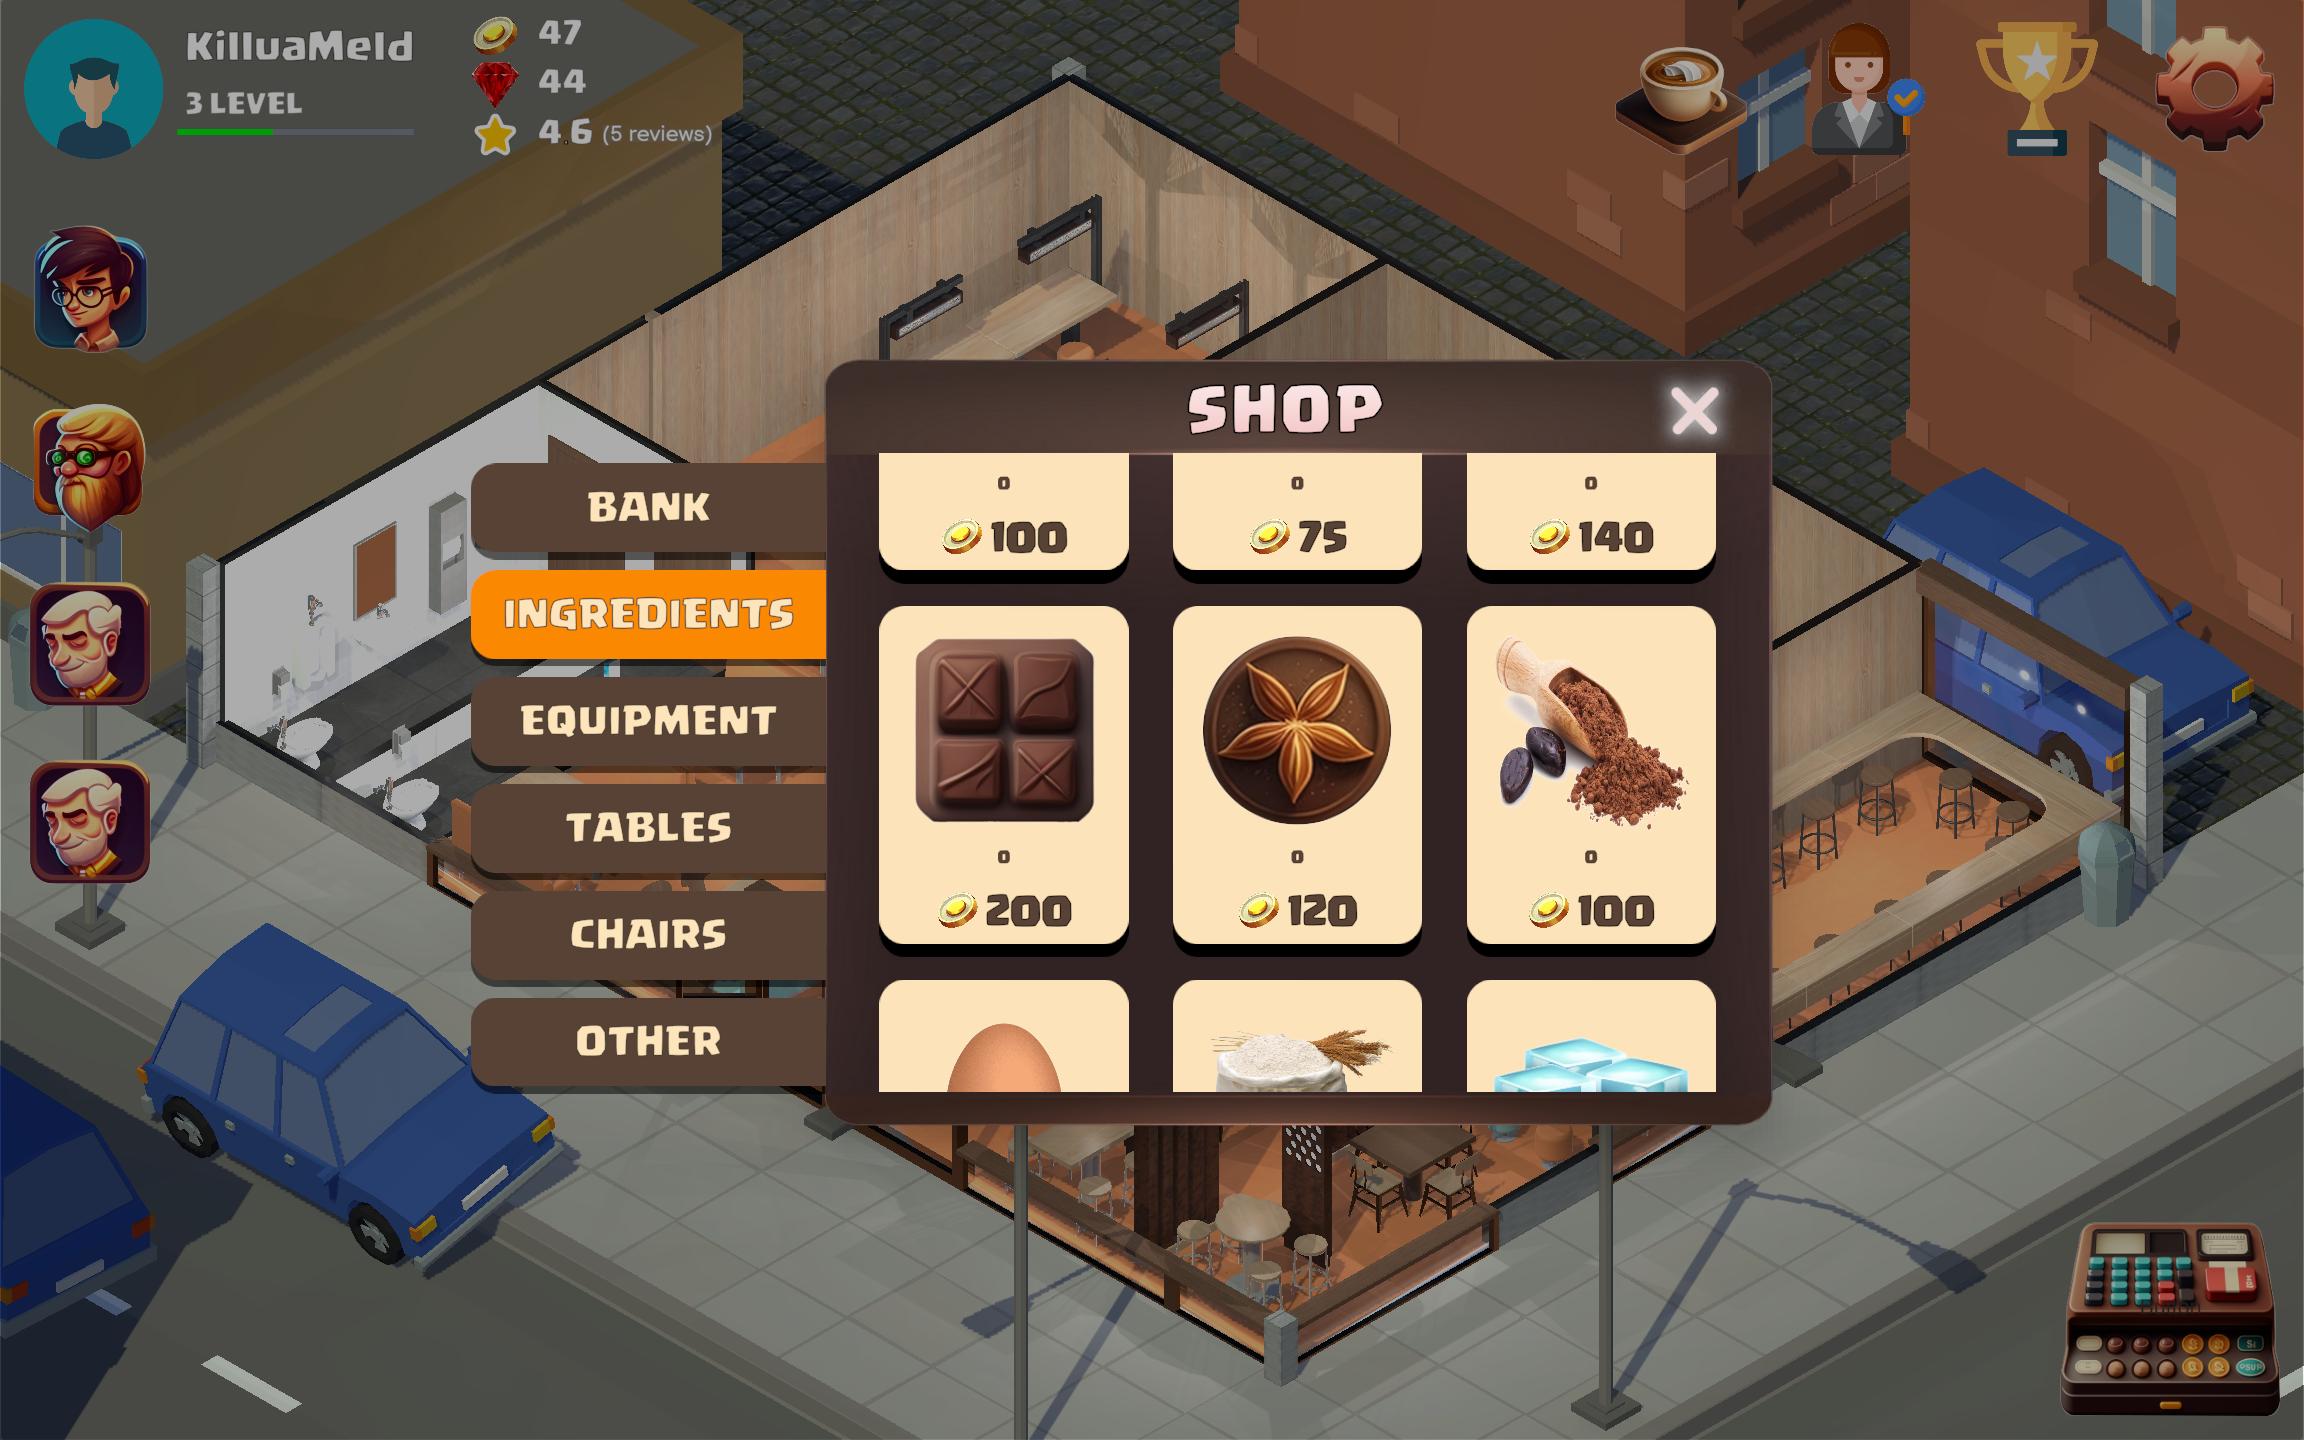 KilluaMeld
3 LEVEL
47
44
4.6 (5 reviews)
SHOP
BANK
INGREDIENTS
EQUIPMENT
TABLES
CHAIRS
OTHER
0 0 0
100 75 140
0 0 0
200 120 100